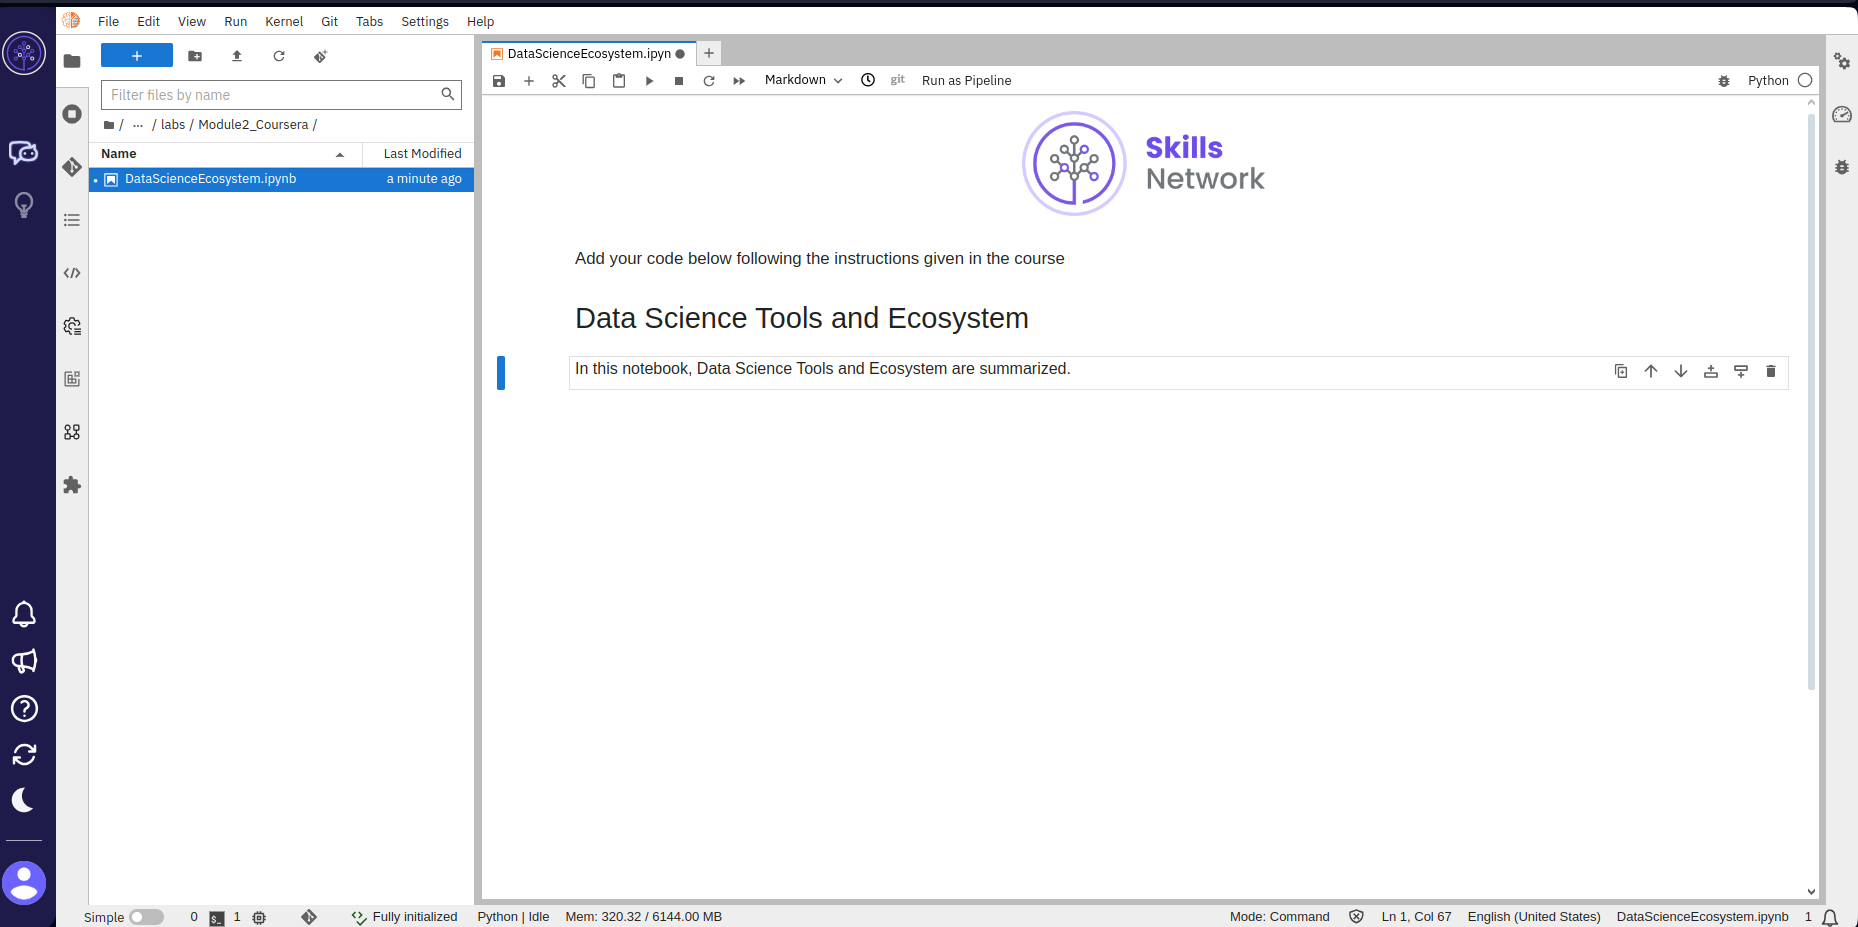 File Edit View Run Kernel Git Tabs Settings Help
+
Filter files by name
/ ... / labs / Module2_Coursera /
Name Last Modified
DataScienceEcosystem.ipynb a minute ago
DataScienceEcosystem.ipyn
Markdown git Run as Pipeline Python
Skills
Network
Add your code below following the instructions given in the course
Data Science Tools and Ecosystem
In this notebook, Data Science Tools and Ecosystem are summarized.
Simple 0 $_ 1 Fully initialized Python | Idle Mem: 320.32 / 6144.00 MB Mode: Command Ln 1, Col 67 English (United States) DataScienceEcosystem.ipynb 1